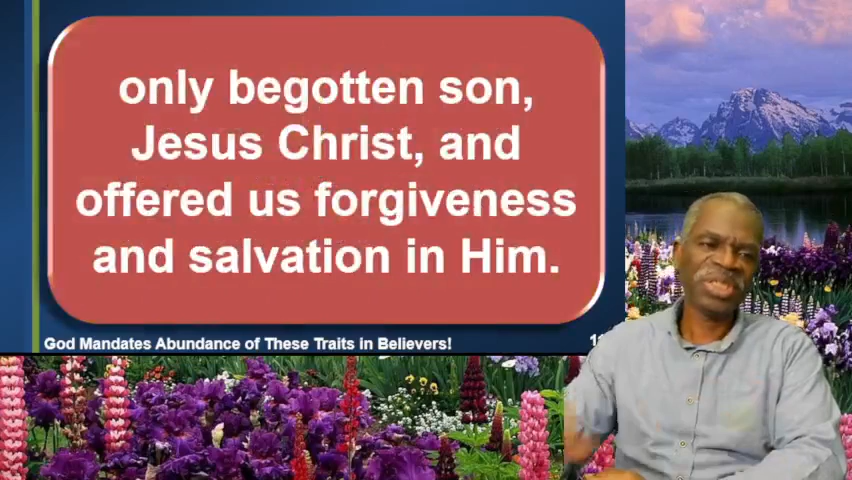 only begotten son,
Jesus Christ, and
offered us forgiveness
and salvation in Him.
God Mandates Abundance of These Traits in Believers!